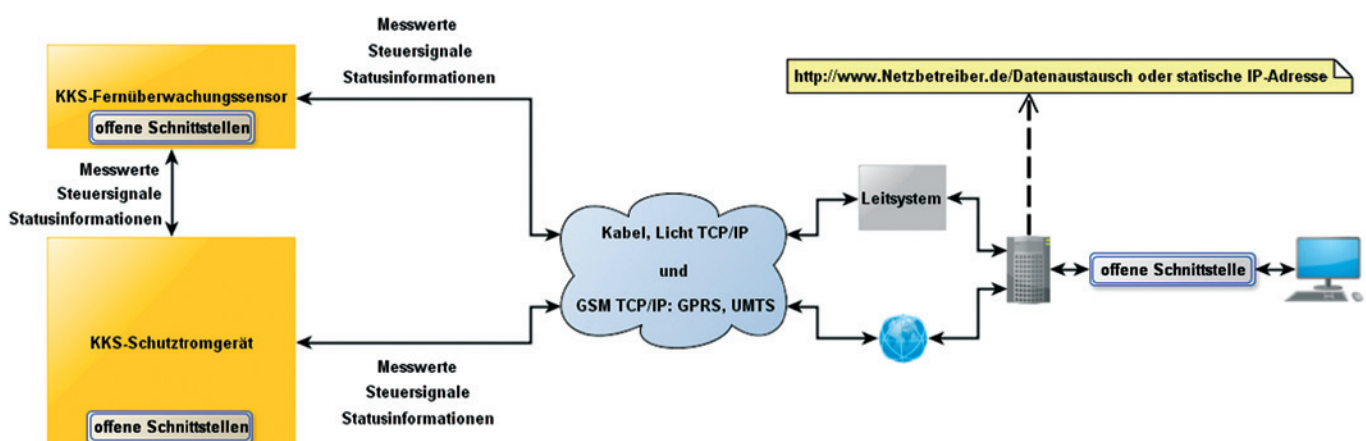 Messwerte
Steuersignale
Statusinformationen
KKS-Fernüberwachungssensor
offene Schnittstellen
Messwerte
Steuersignale
Statusinformationen
KKS-Schutztromgerät
offene Schnittstellen
Messwerte
Steuersignale
Statusinformationen
Kabel, Licht TCP/IP
und
GSM TCP/IP: GPRS, UMTS
Leitsystem
http://www.Netzbetreiber.de/Datenaustausch oder statische IP-Adresse
offene Schnittstelle